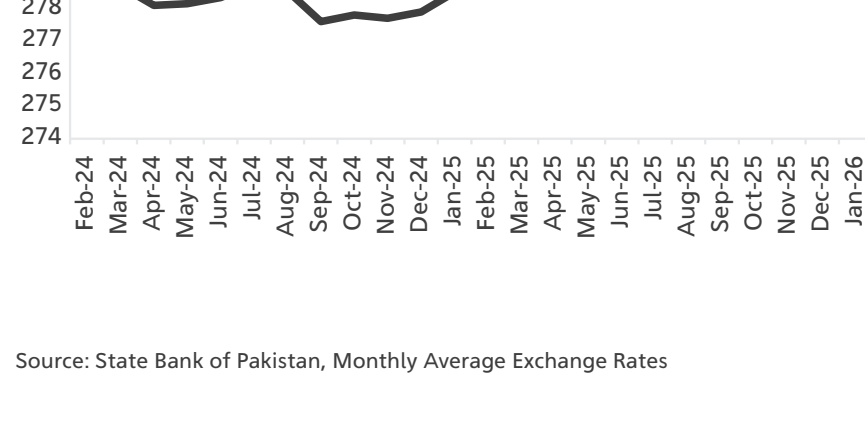 278
277
276
275
274
Feb-24
Mar-24
Apr-24
May-24
Jun-24
Jul-24
Aug-24
Sep-24
Oct-24
Nov-24
Dec-24
Jan-25
Feb-25
Mar-25
Apr-25
May-25
Jun-25
Jul-25
Aug-25
Sep-25
Oct-25
Nov-25
Dec-25
Jan-26
Source: State Bank of Pakistan, Monthly Average Exchange Rates